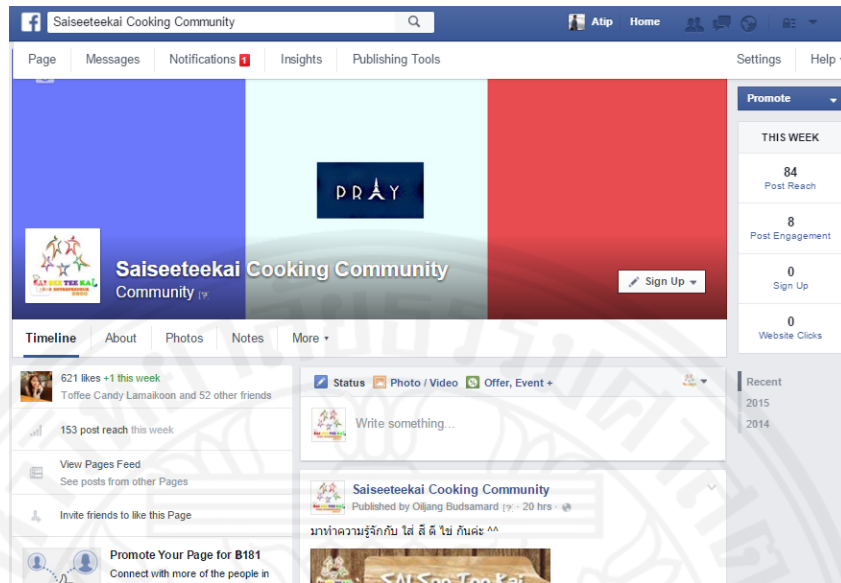 Saiseeteekai Cooking Community
Atip Home
Page Messages Notifications 1 Insights Publishing Tools Settings Help
Promote
THIS WEEK
84
Post Reach
8
Post Engagement
0
Sign Up
0
Website Clicks
PRAY
Saiseeteekai Cooking Community
Community [?]
Sign Up
Timeline About Photos Notes More
Recent
2015
2014
621 likes +1 this week
Toffee Candy Lamaikoon and 52 other friends
153 post reach this week
View Pages Feed
See posts from other Pages
Invite friends to like this Page
Promote Your Page for ฿181
Connect with more of the people in
Status Photo / Video Offer, Event +
Write something...
Saiseeteekai Cooking Community
Published by Oiljang Budsamard [?] · 20 hrs ·
มาทำความรู้จักกับ ใส่ สี ตี ไข่ กันค่ะ ^^
SAi See Tee Kai